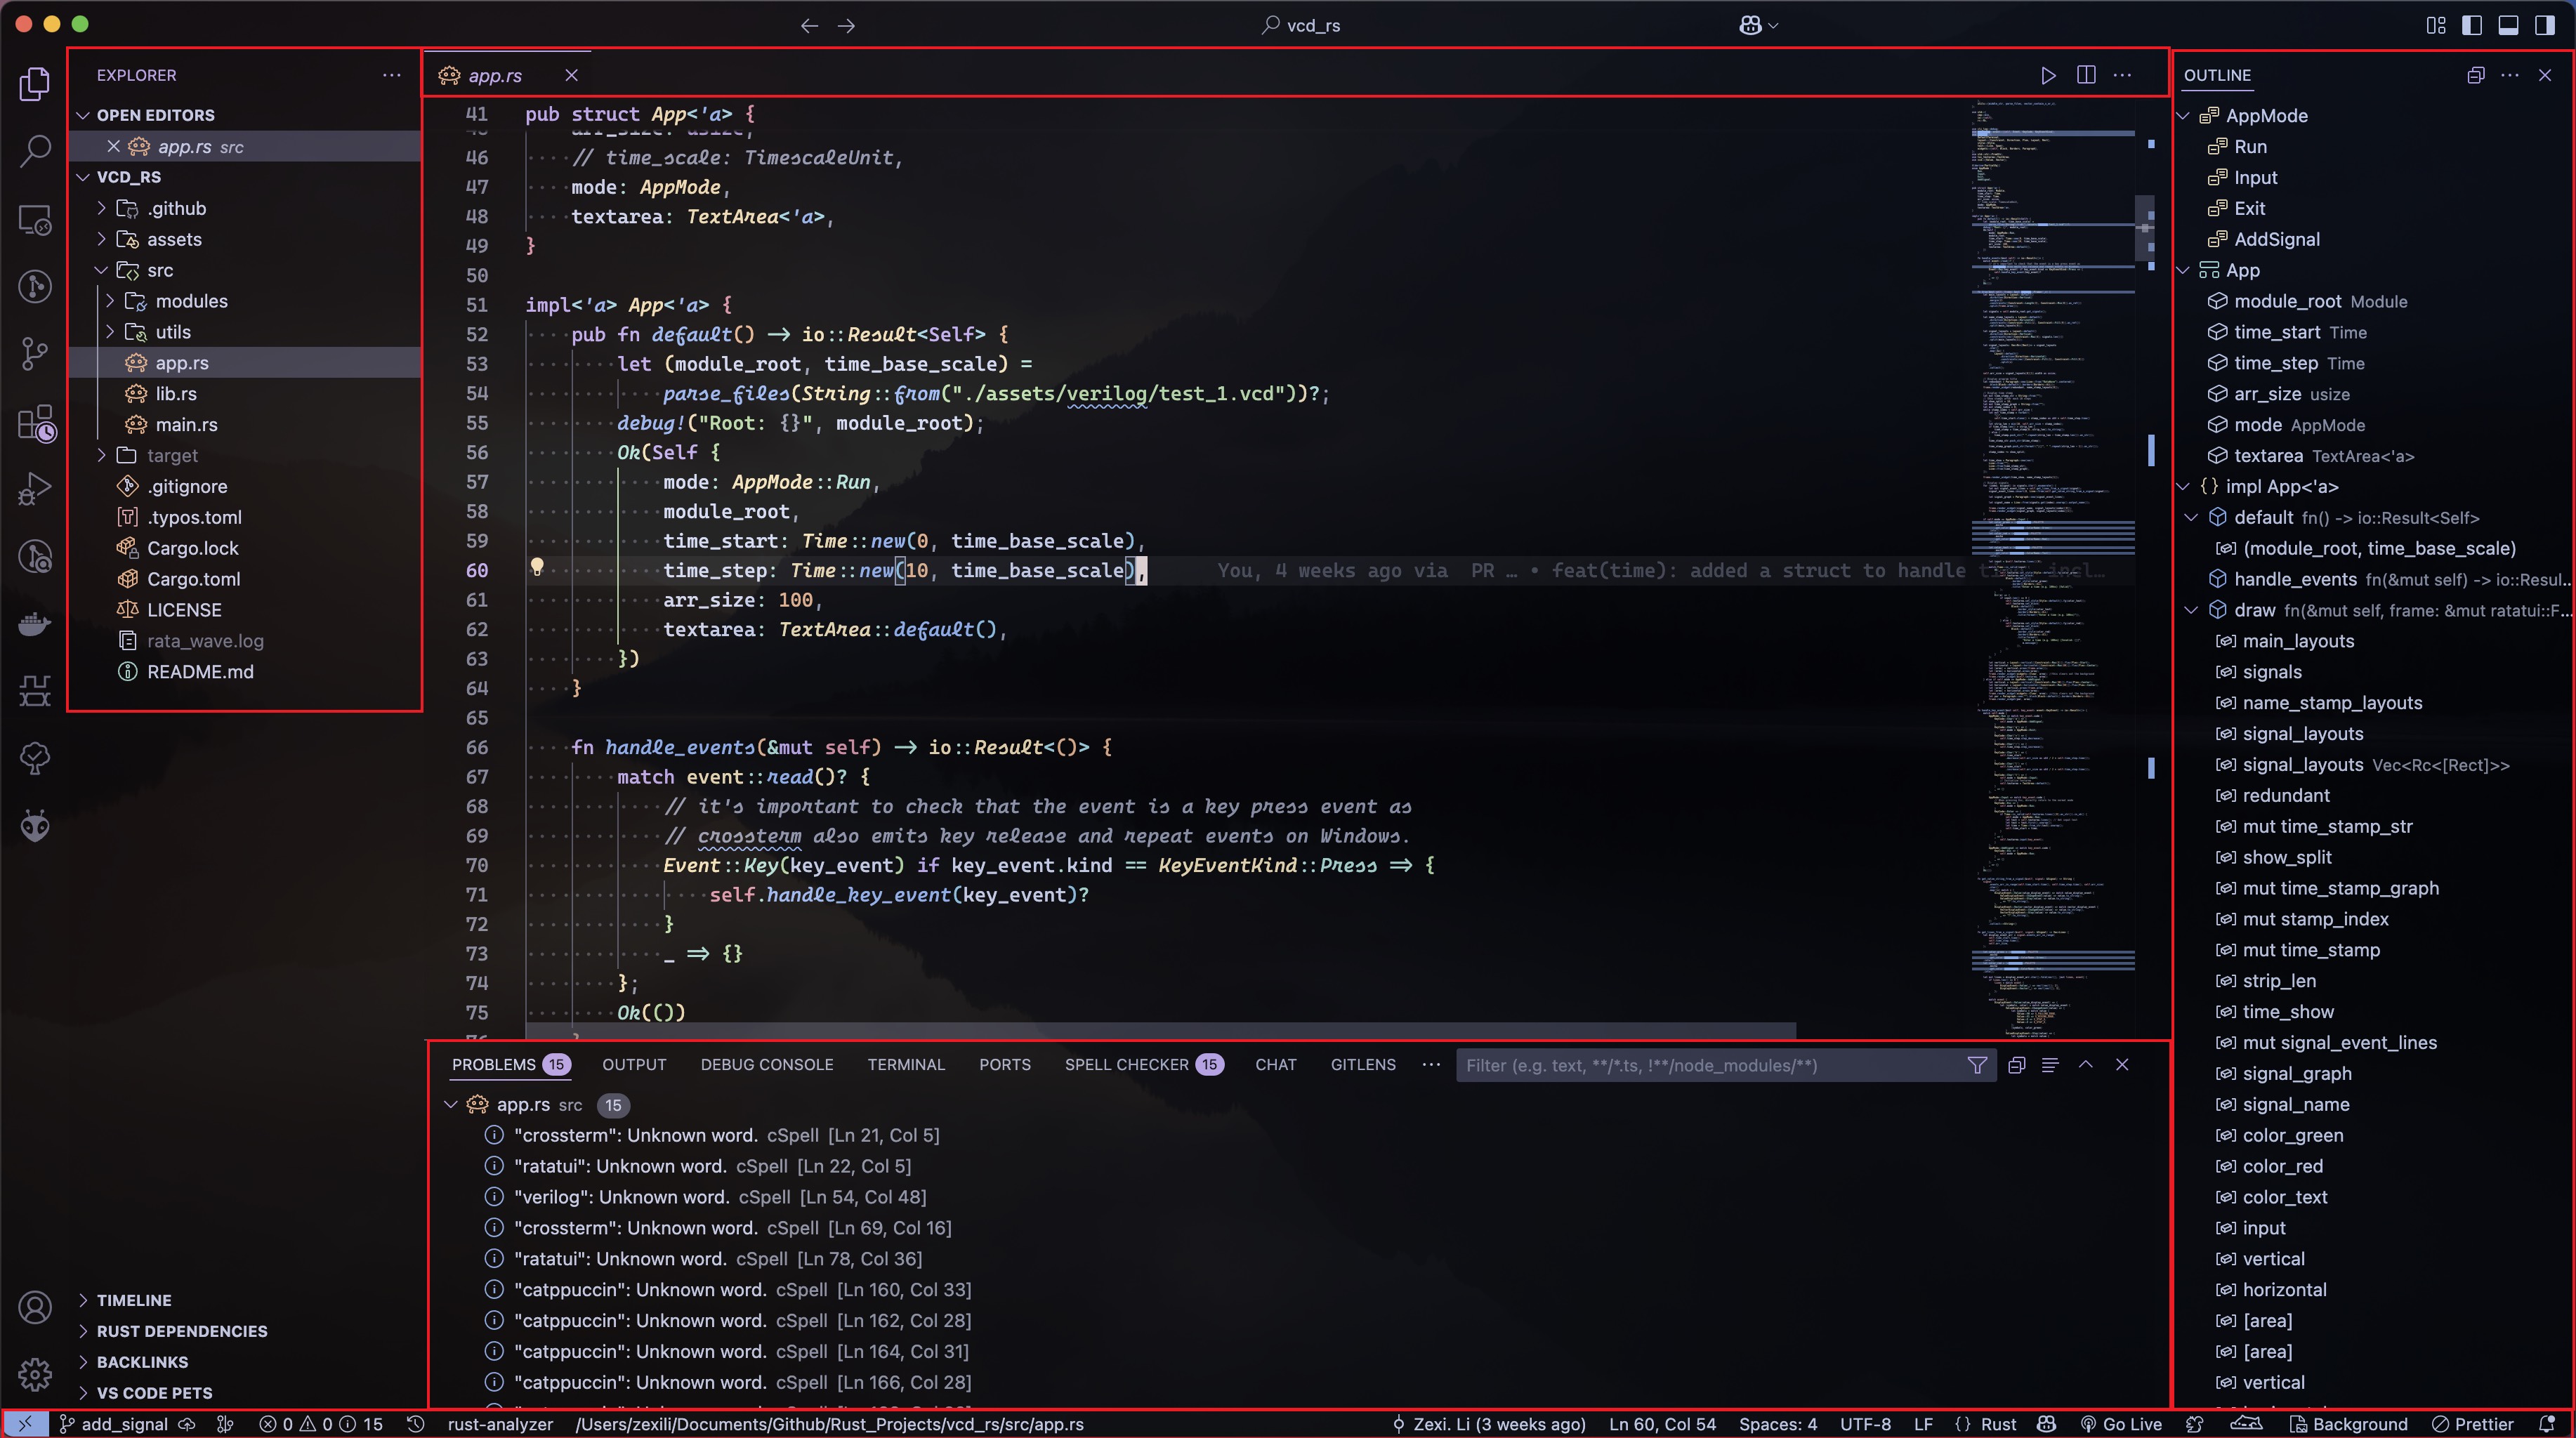 vcd_rs
EXPLORER
OPEN EDITORS
app.rs src
VCD_RS
.github
assets
src
modules
utils
app.rs
lib.rs
main.rs
target
.gitignore
.typos.toml
Cargo.lock
Cargo.toml
LICENSE
rata_wave.log
README.md
TIMELINE
RUST DEPENDENCIES
BACKLINKS
VS CODE PETS
app.rs
41 pub struct App<'a> {
46 // time_scale: TimescaleUnit,
47 mode: AppMode,
48 textarea: TextArea<'a>,
49 }
50
51 impl<'a> App<'a> {
52 pub fn default() -> io::Result<Self> {
53 let (module_root, time_base_scale) =
54 parse_files(String::from("./assets/verilog/test_1.vcd"))?;
55 debug!("Root: {}", module_root);
56 Ok(Self {
57 mode: AppMode::Run,
58 module_root,
59 time_start: Time::new(0, time_base_scale),
60 time_step: Time::new(10, time_base_scale), You, 4 weeks ago via PR … • feat(time): added a struct to handle
61 arr_size: 100,
62 textarea: TextArea::default(),
63 })
64 }
65
66 fn handle_events(&mut self) -> io::Result<()> {
67 match event::read()? {
68 // it's important to check that the event is a key press event as
69 // crossterm also emits key release and repeat events on Windows.
70 Event::Key(key_event) if key_event.kind == KeyEventKind::Press => {
71 self.handle_key_event(key_event)?
72 }
73 _ => {}
74 };
75 Ok(())
PROBLEMS 15 OUTPUT DEBUG CONSOLE TERMINAL PORTS SPELL CHECKER 15 CHAT GITLENS Filter (e.g. text, **/*.ts, !**/node_modules/**)
app.rs src 15
"crossterm": Unknown word. cSpell [Ln 21, Col 5]
"ratatui": Unknown word. cSpell [Ln 22, Col 5]
"verilog": Unknown word. cSpell [Ln 54, Col 48]
"crossterm": Unknown word. cSpell [Ln 69, Col 16]
"ratatui": Unknown word. cSpell [Ln 78, Col 36]
"catppuccin": Unknown word. cSpell [Ln 160, Col 33]
"catppuccin": Unknown word. cSpell [Ln 162, Col 28]
"catppuccin": Unknown word. cSpell [Ln 164, Col 31]
"catppuccin": Unknown word. cSpell [Ln 166, Col 28]
OUTLINE
AppMode
Run
Input
Exit
AddSignal
App
module_root Module
time_start Time
time_step Time
arr_size usize
mode AppMode
textarea TextArea<'a>
{} impl App<'a>
default fn() -> io::Result<Self>
(module_root, time_base_scale)
handle_events fn(&mut self) -> io::Resul…
draw fn(&mut self, frame: &mut ratatui::F…
main_layouts
signals
name_stamp_layouts
signal_layouts
signal_layouts Vec<Rc<[Rect]>>
redundant
mut time_stamp_str
show_split
mut time_stamp_graph
mut stamp_index
mut time_stamp
strip_len
time_show
mut signal_event_lines
signal_graph
signal_name
color_green
color_red
color_text
input
vertical
horizontal
[area]
[area]
vertical
add_signal 0 0 15 rust-analyzer /Users/zexili/Documents/Github/Rust_Projects/vcd_rs/src/app.rs Zexi. Li (3 weeks ago) Ln 60, Col 54 Spaces: 4 UTF-8 LF {} Rust Go Live Background Prettier